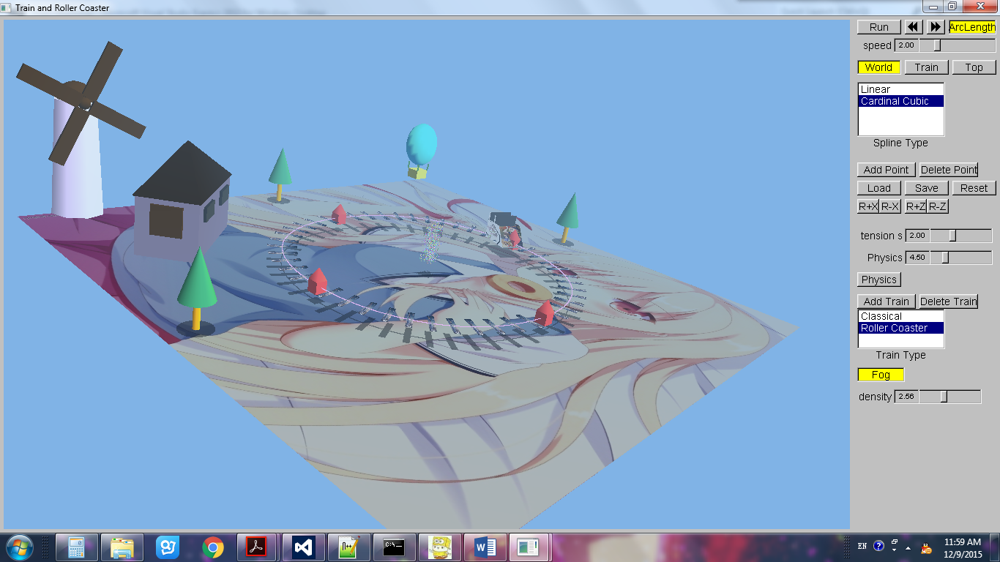 Train and Roller Coaster
Run
ArcLength
speed 2.00
World Train Top
Linear
Cardinal Cubic
Spline Type
Add Point Delete Point
Load Save Reset
R+X R-X R+Z R-Z
tension s 2.00
Physics 4.50
Physics
Add Train Delete Train
Classical
Roller Coaster
Train Type
Fog
density 2.56
C:\_
EN
11:59 AM
12/9/2015